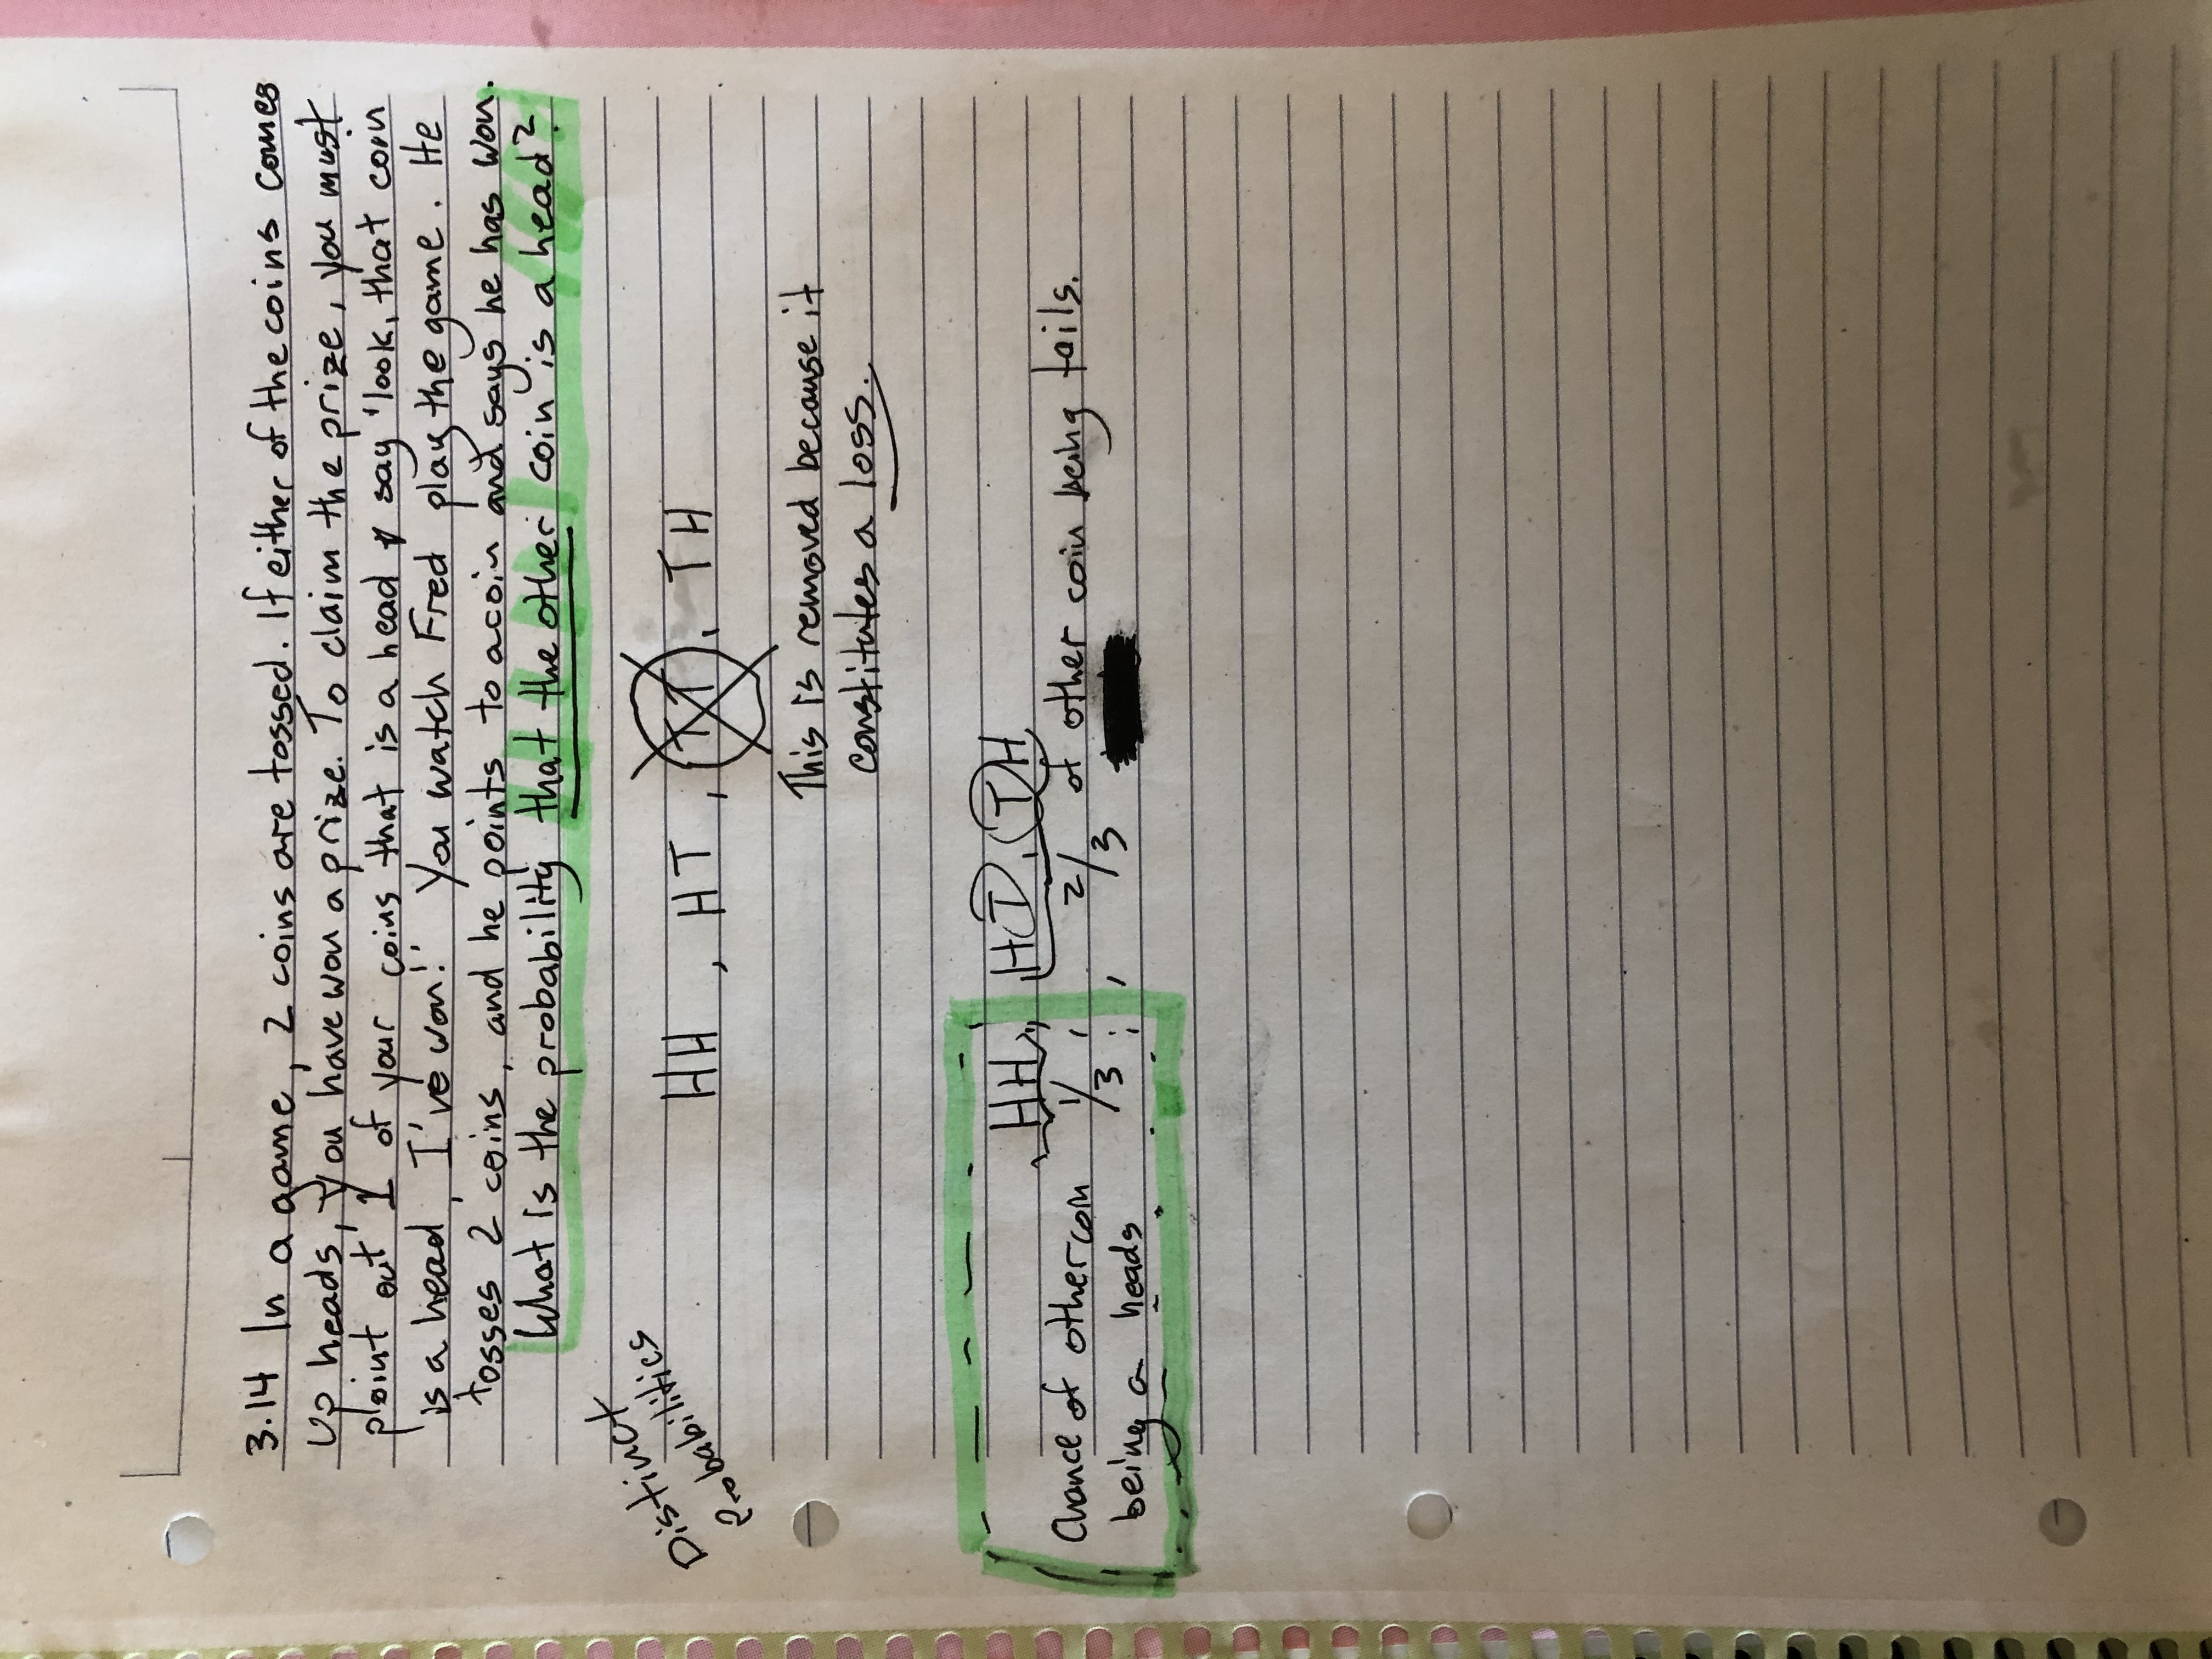 3.14 In a game, 2 coins are tossed. If either of the coins comes
up heads, you have won a prize. To claim the prize, you must
point out 1 of your coins that is a head & say 'look, that coin
is a head, I've won!' You watch Fred play the game. He
tosses 2 coins, and he points to a coin and says he has won.
What is the probability that the other coin is a head?
Distinct
Probabilities
HH, HT, TT, TH
This is removed because it
constitutes a loss.
HH, HT, TH
Chance of other coin 1/3, 2/3 of other coin being tails.
being a heads